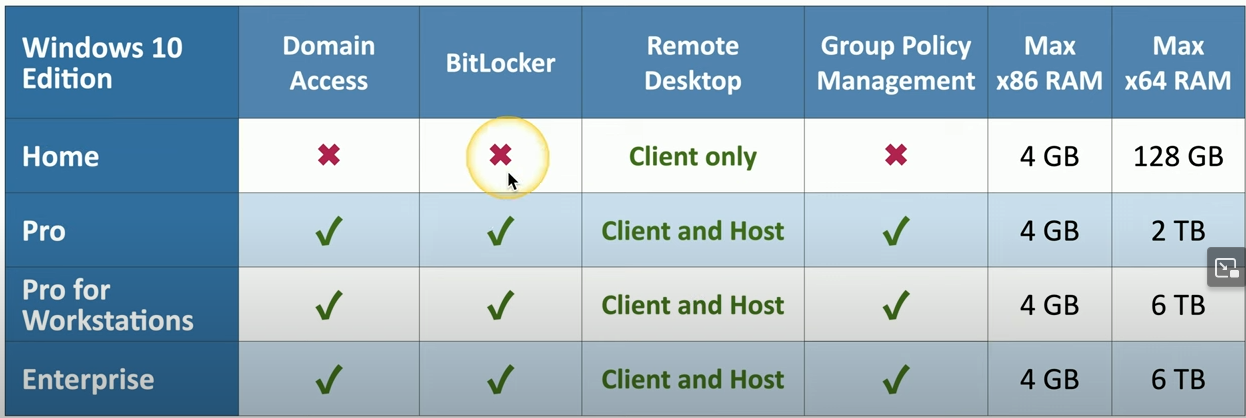 Windows 10 Edition
Domain Access
BitLocker
Remote Desktop
Group Policy Management
Max x86 RAM
Max x64 RAM
Home
✖
✖
Client only
✖
4 GB
128 GB
Pro
✓
✓
Client and Host
✓
4 GB
2 TB
Pro for Workstations
✓
✓
Client and Host
✓
4 GB
6 TB
Enterprise
✓
✓
Client and Host
✓
4 GB
6 TB